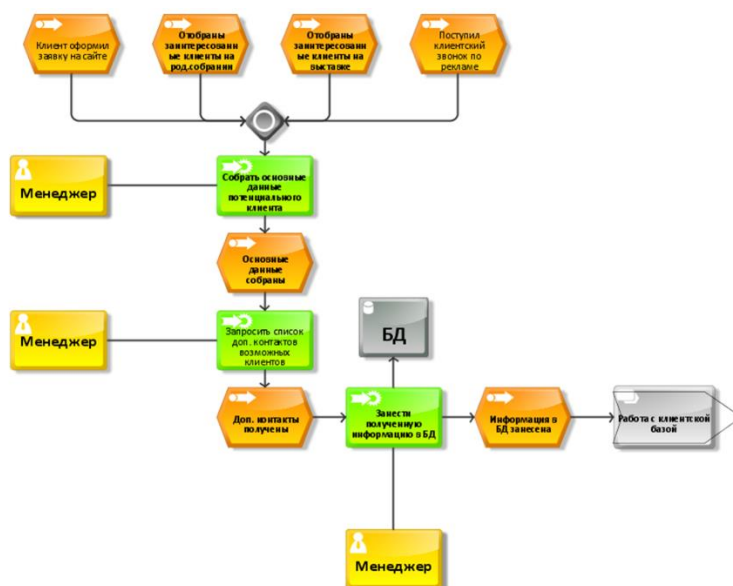 Клиент оформил
заявку на сайте
Отобраны
заинтересованн
ые клиенты на
род.собрании
Отобраны
заинтересованн
ые клиенты на
выставке
Поступил
клиентский
звонок по
рекламе
Менеджер
Собрать основные
данные
потенциального
клиента
Основные
данные
собраны
Менеджер
Запросить список
доп. контактов
возможных
клиентов
БД
Доп. контакты
получены
Занести
полученную
информацию в БД
Информация в
БД занесена
Работа с клиентской
базой
Менеджер